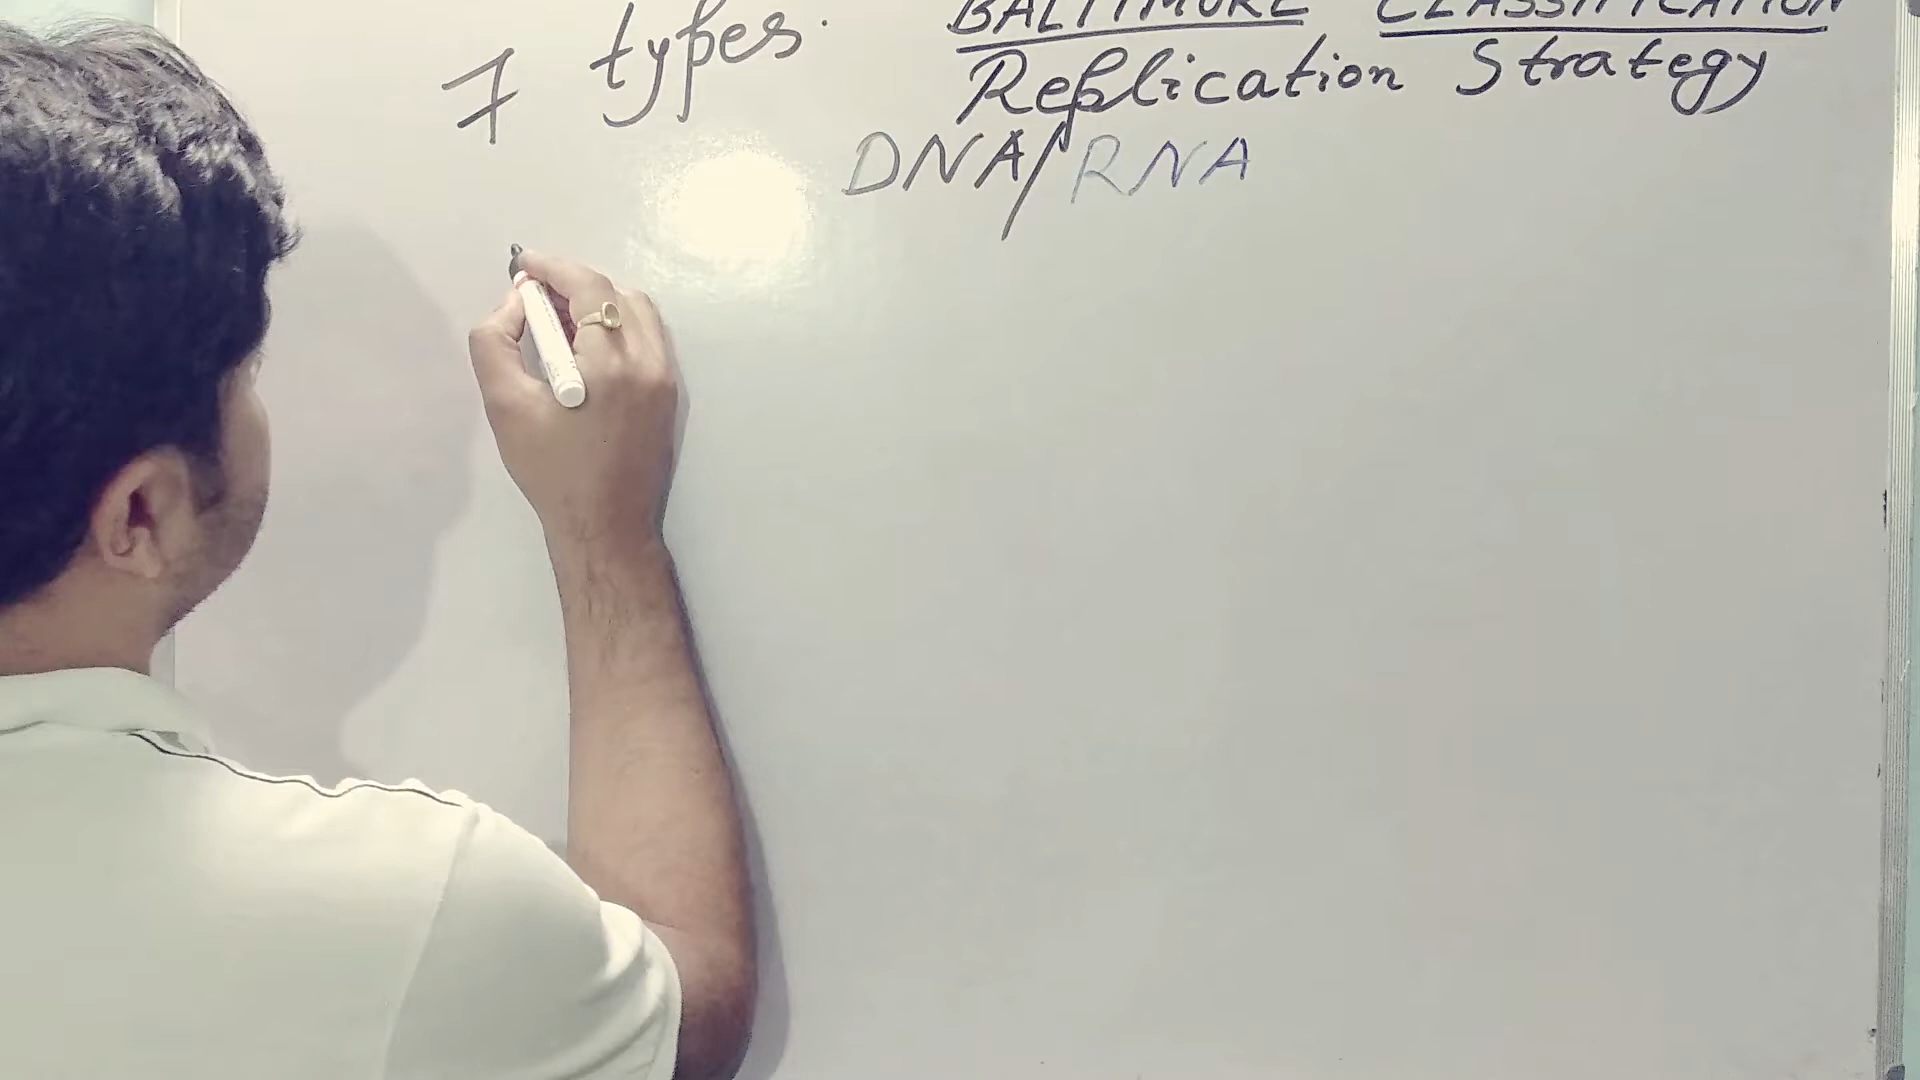 BALTIMORE CLASSIFICATION
7 types.
Replication Strategy
DNA/RNA